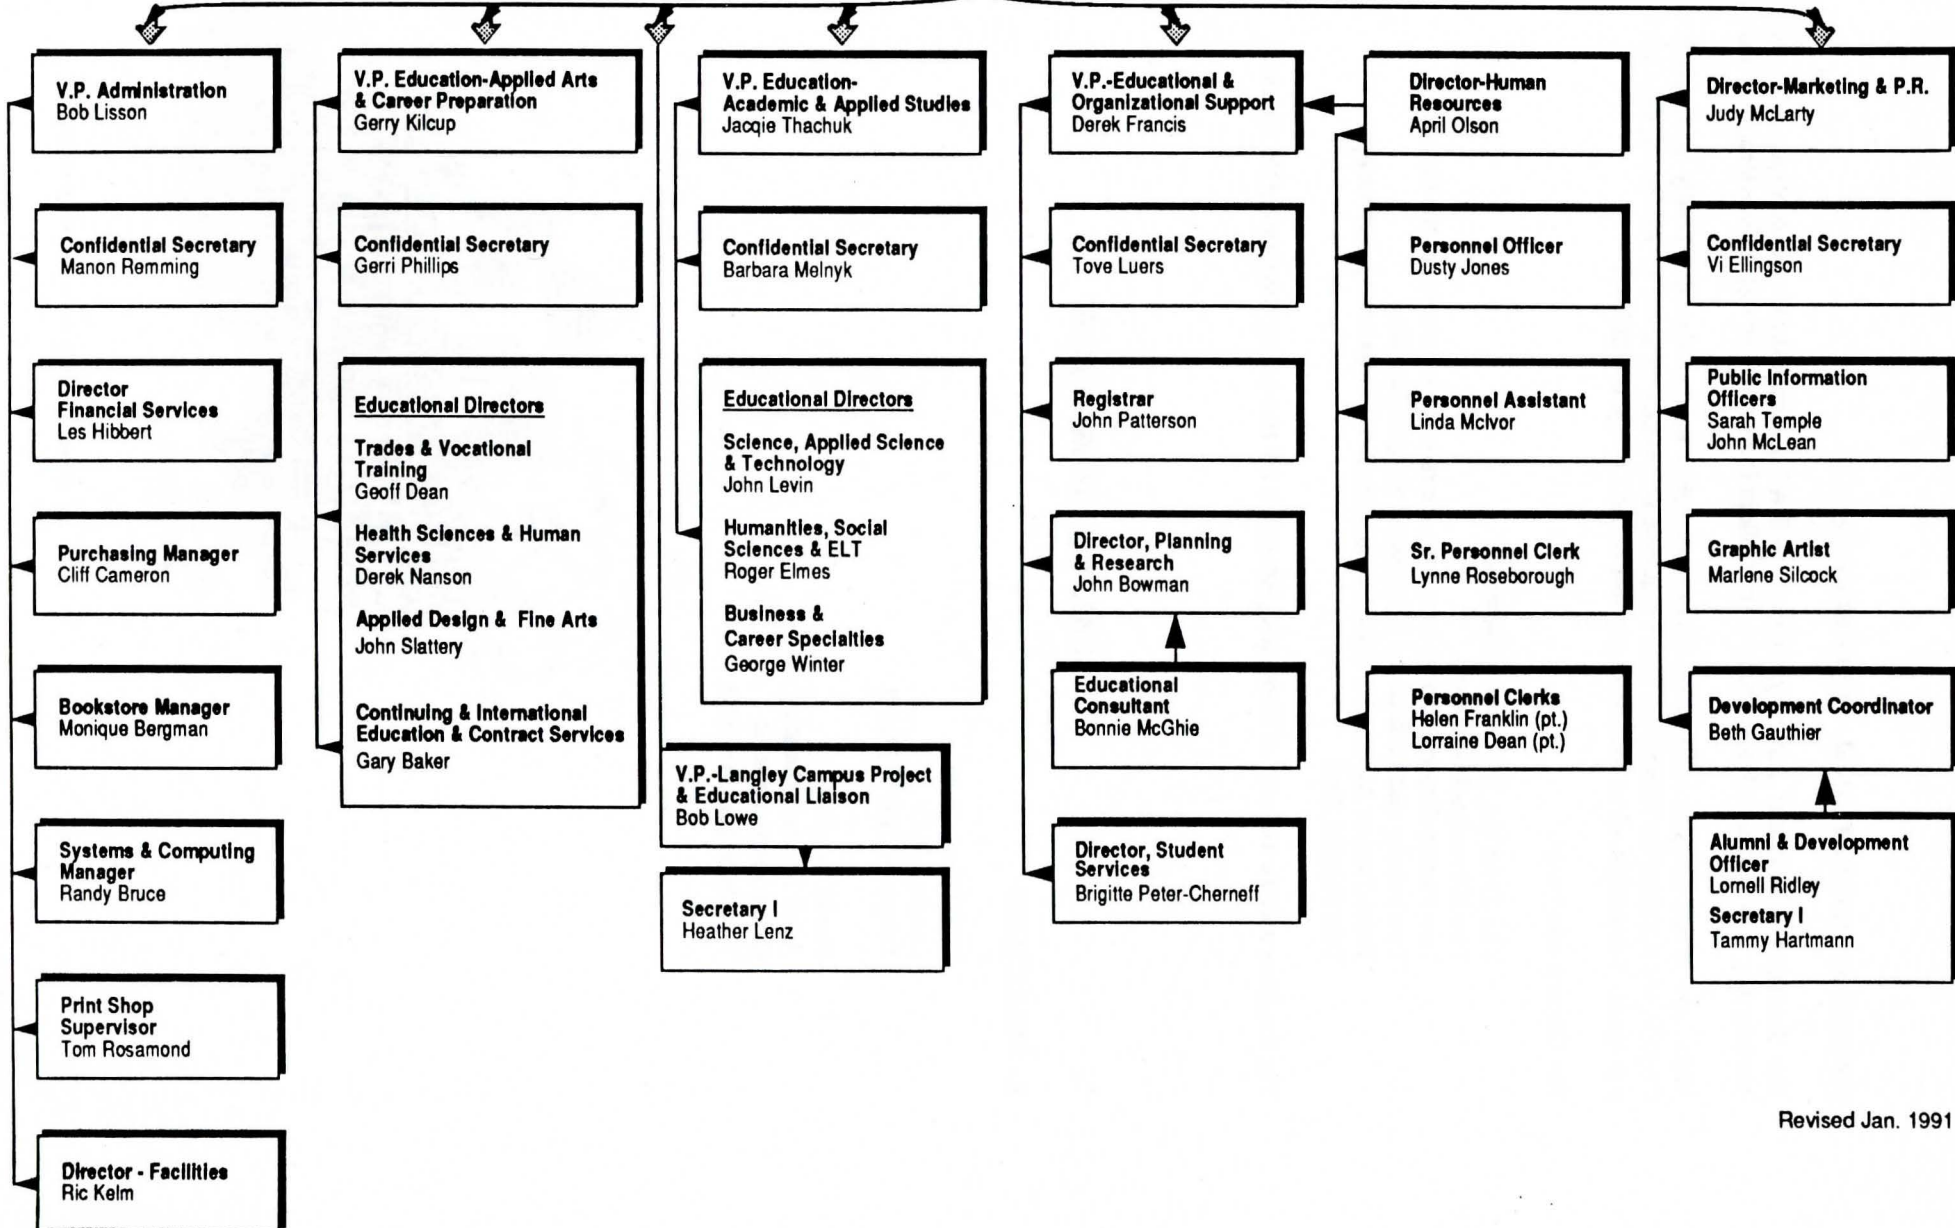 V.P. Administration
Bob Lisson
Confidential Secretary
Manon Remming
Director
Financial Services
Les Hibbert
Purchasing Manager
Cliff Cameron
Bookstore Manager
Monique Bergman
Systems & Computing
Manager
Randy Bruce
Print Shop
Supervisor
Tom Rosamond
Director - Facilities
Ric Kelm
V.P. Education-Applied Arts
& Career Preparation
Gerry Kilcup
Confidential Secretary
Gerri Phillips
Educational Directors
Trades & Vocational
Training
Geoff Dean
Health Sciences & Human
Services
Derek Nanson
Applied Design & Fine Arts
John Slattery
Continuing & International
Education & Contract Services
Gary Baker
V.P. Education-
Academic & Applied Studies
Jacqie Thachuk
Confidential Secretary
Barbara Melnyk
Educational Directors
Science, Applied Science
& Technology
John Levin
Humanities, Social
Sciences & ELT
Roger Elmes
Business &
Career Specialties
George Winter
V.P.-Langley Campus Project
& Educational Liaison
Bob Lowe
Secretary I
Heather Lenz
V.P.-Educational &
Organizational Support
Derek Francis
Confidential Secretary
Tove Luers
Registrar
John Patterson
Director, Planning
& Research
John Bowman
Educational
Consultant
Bonnie McGhie
Director, Student
Services
Brigitte Peter-Cherneff
Director-Human
Resources
April Olson
Personnel Officer
Dusty Jones
Personnel Assistant
Linda McIvor
Sr. Personnel Clerk
Lynne Roseborough
Personnel Clerks
Helen Franklin (pt.)
Lorraine Dean (pt.)
Director-Marketing & P.R.
Judy McLarty
Confidential Secretary
Vi Ellingson
Public Information
Officers
Sarah Temple
John McLean
Graphic Artist
Marlene Silcock
Development Coordinator
Beth Gauthier
Alumni & Development
Officer
Lornell Ridley
Secretary I
Tammy Hartmann
Revised Jan. 1991